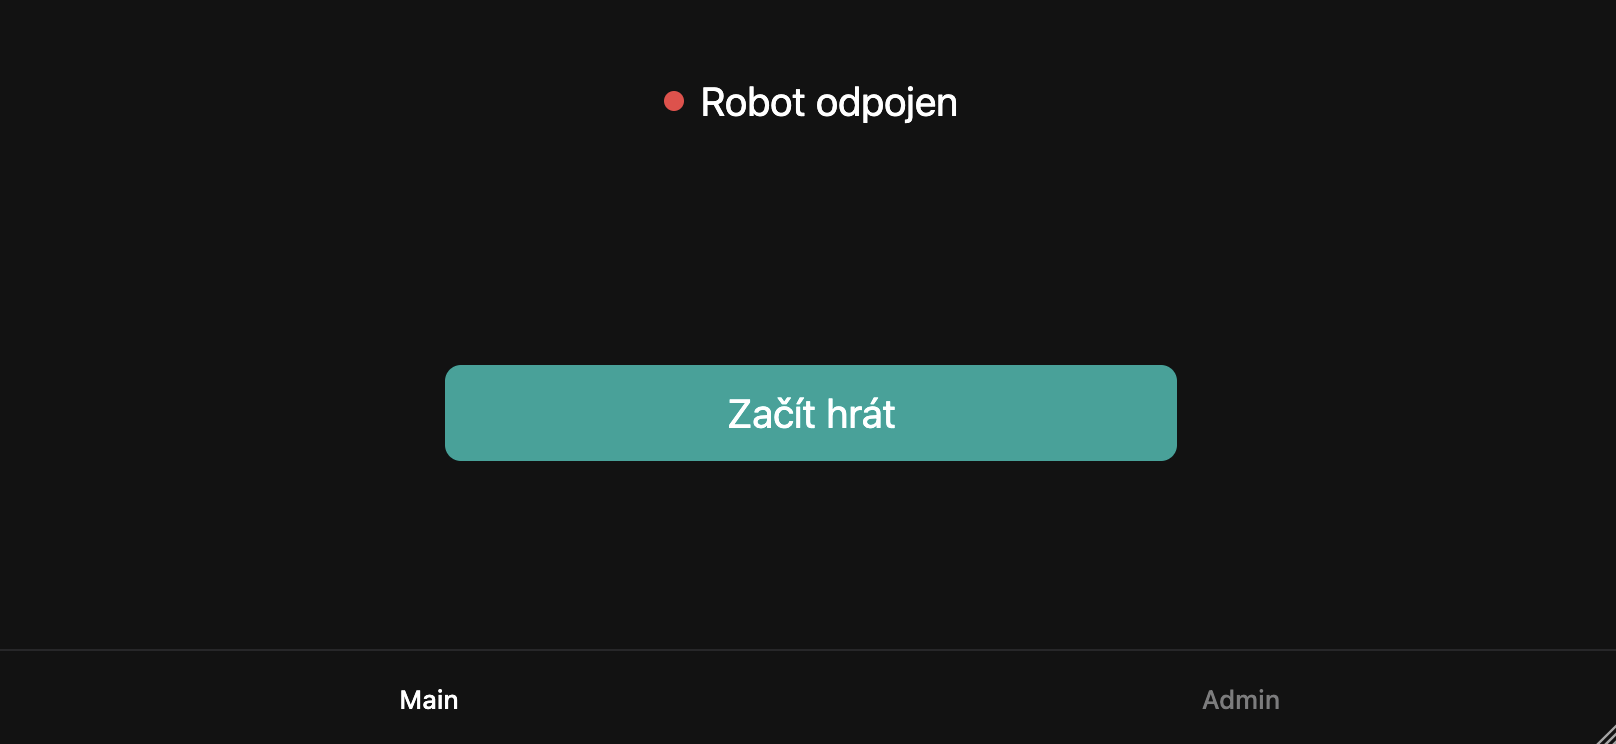 Robot odpojen
Začít hrát
Main
Admin